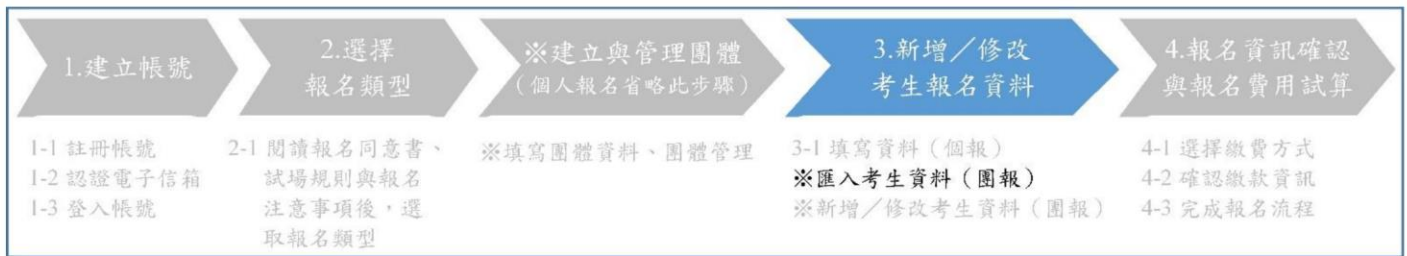 1.建立帳號
2.選擇
報名類型
※建立與管理團體
（個人報名省略此步驟）
3.新增／修改
考生報名資料
4.報名資訊確認
與報名費用試算
1-1 註冊帳號
1-2 認證電子信箱
1-3 登入帳號
2-1 閱讀報名同意書、
試場規則與報名
注意事項後，選
取報名類型
※填寫團體資料、團體管理
3-1 填寫資料（個報）
※匯入考生資料（團報）
※新增／修改考生資料（團報）
4-1 選擇繳費方式
4-2 確認繳款資訊
4-3 完成報名流程